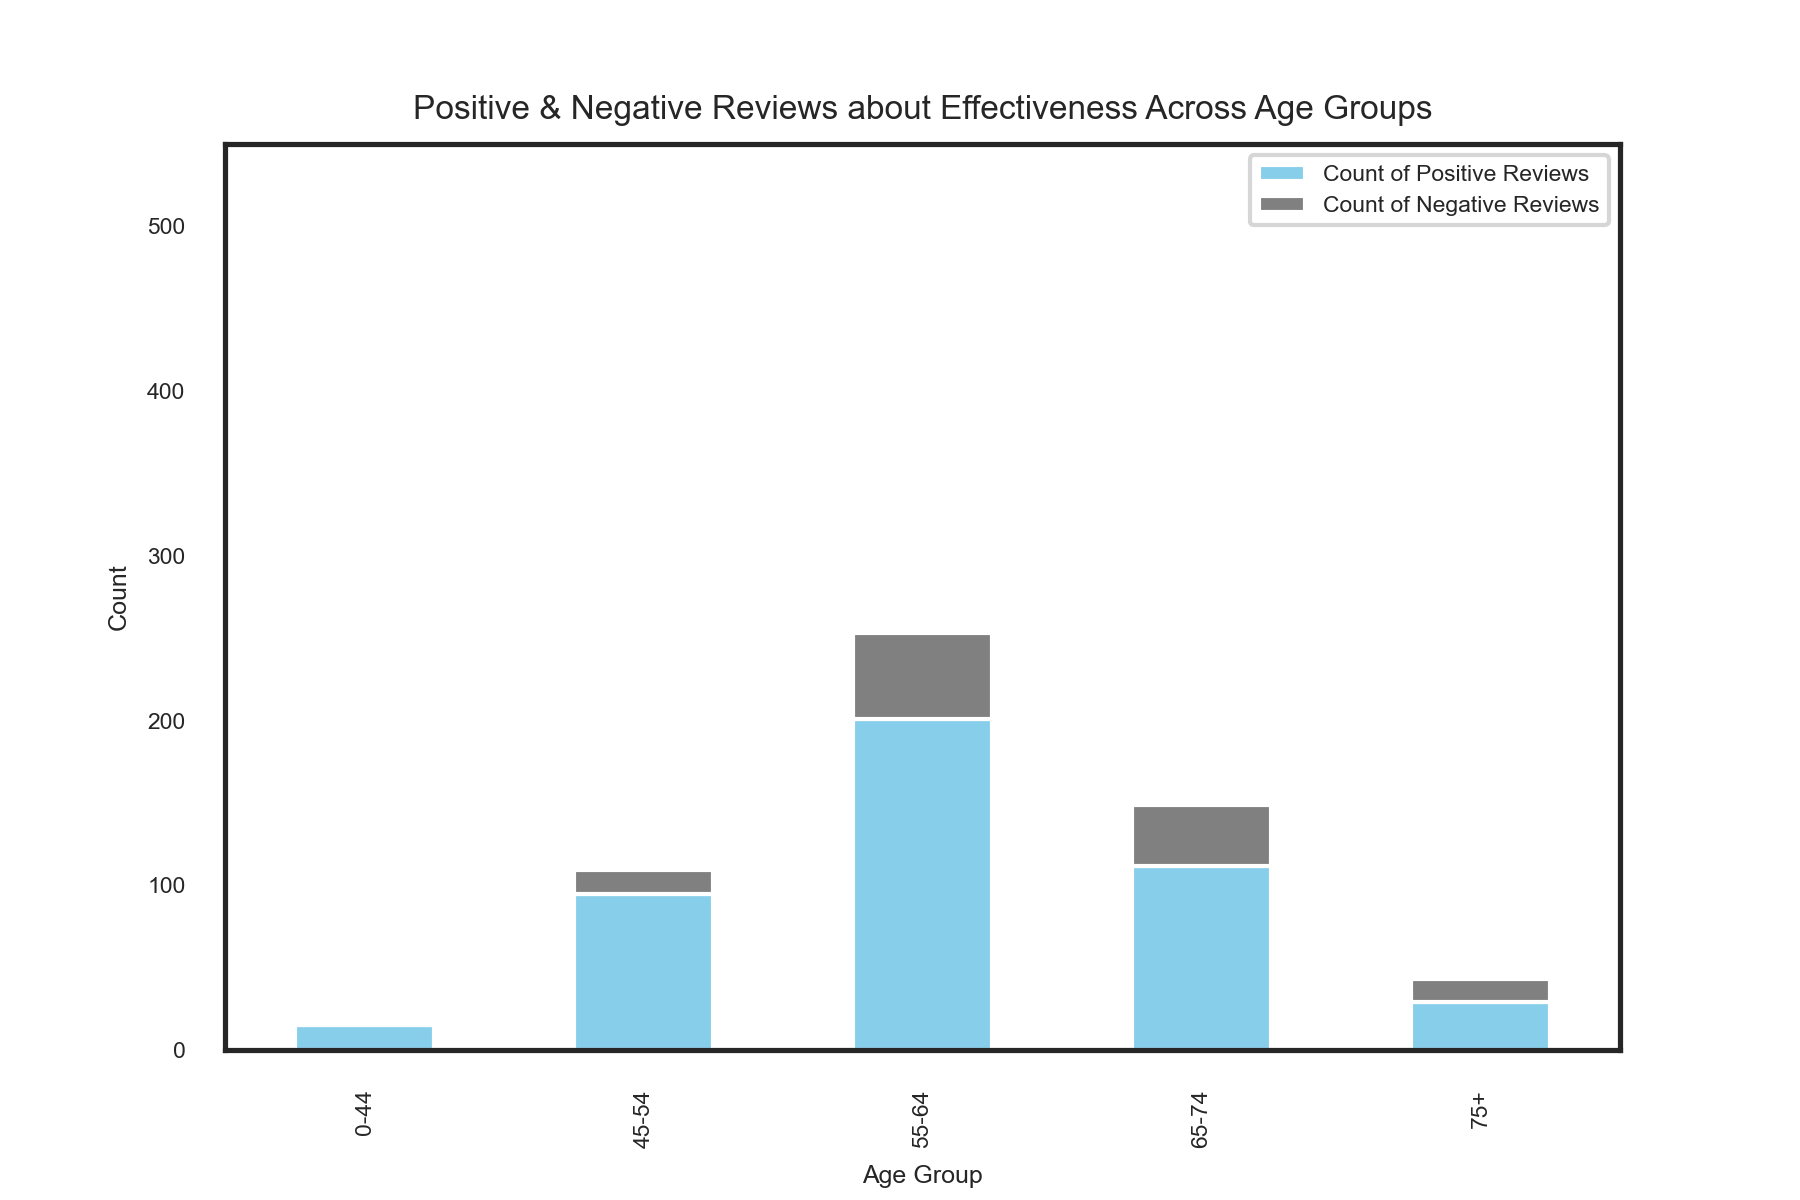 Positive & Negative Reviews about Effectiveness Across Age Groups
Count of Positive Reviews
Count of Negative Reviews
500
400
300
200
100
0
Count
0-44
45-54
55-64
65-74
75+
Age Group